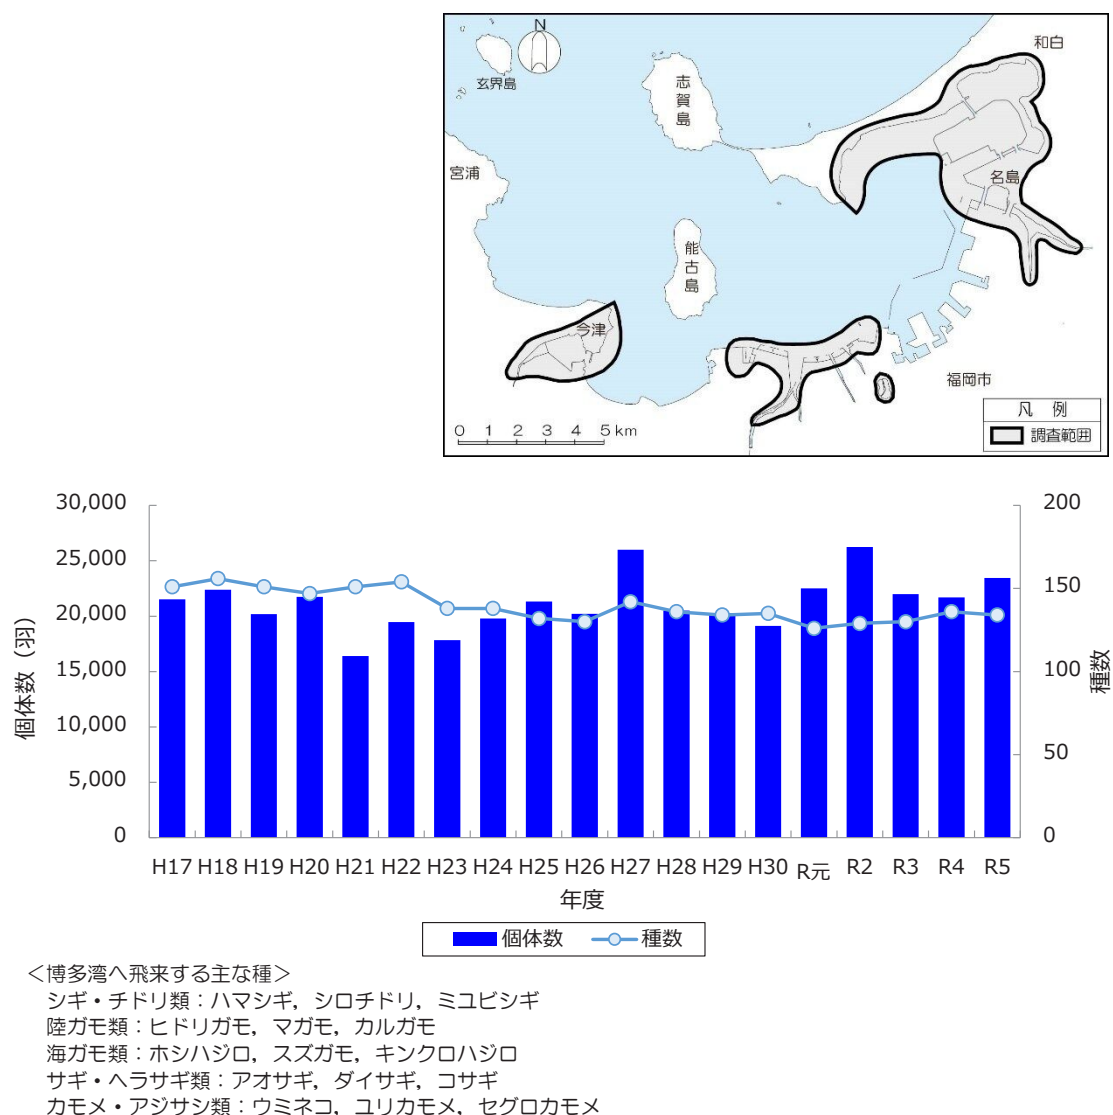 N
和白
玄界島
志賀島
宮浦
名島
能古島
今津
福岡市
凡 例
調査範囲
0 1 2 3 4 5 km
30,000
25,000
20,000
15,000
10,000
5,000
0
個体数（羽）
200
150
100
50
0
種数
H17 H18 H19 H20 H21 H22 H23 H24 H25 H26 H27 H28 H29 H30 R元 R2 R3 R4 R5
年度
個体数 種数
＜博多湾へ飛来する主な種＞
シギ・チドリ類：ハマシギ，シロチドリ，ミユビシギ
陸ガモ類：ヒドリガモ，マガモ，カルガモ
海ガモ類：ホシハジロ，スズガモ，キンクロハジロ
サギ・ヘラサギ類：アオサギ，ダイサギ，コサギ
カモメ・アジサシ類：ウミネコ，ユリカモメ，セグロカモメ